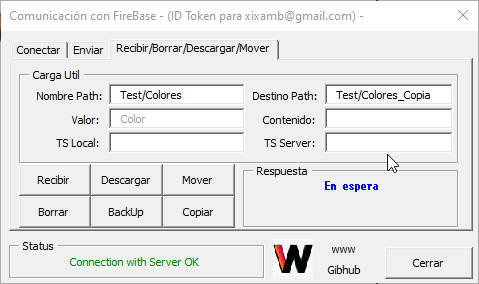 Comunicación con FireBase - (ID Token para xixamb@gmail.com) -
Conectar Enviar Recibir/Borrar/Descargar/Mover
Carga Util
Nombre Path: Test/Colores Destino Path: Test/Colores_Copia
Valor: Color Contenido:
TS Local: TS Server:
Recibir Descargar Mover Respuesta
En espera
Borrar BackUp Copiar
Status
Connection with Server OK
W www
Gibhub
Cerrar